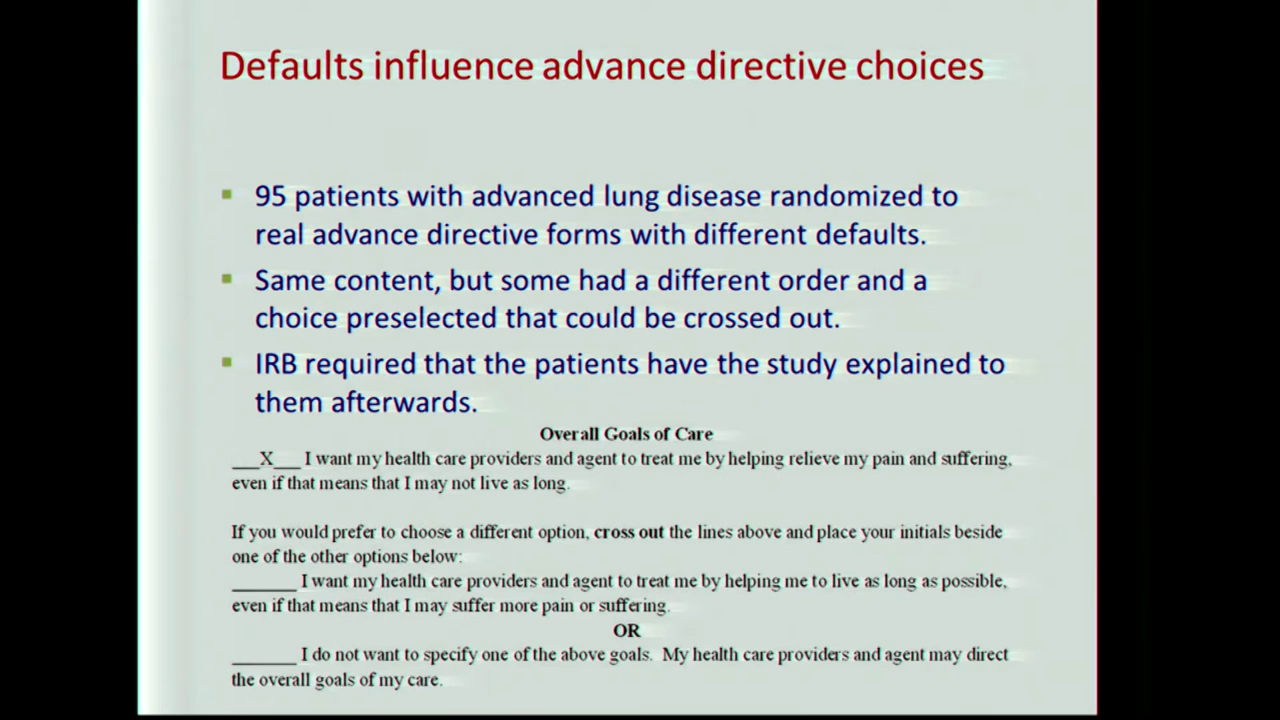 Defaults influence advance directive choices
95 patients with advanced lung disease randomized to
real advance directive forms with different defaults.
Same content, but some had a different order and a
choice preselected that could be crossed out.
IRB required that the patients have the study explained to
them afterwards.
Overall Goals of Care
___X___ I want my health care providers and agent to treat me by helping relieve my pain and suffering,
even if that means that I may not live as long.
If you would prefer to choose a different option, cross out the lines above and place your initials beside
one of the other options below:
_______ I want my health care providers and agent to treat me by helping me to live as long as possible,
even if that means that I may suffer more pain or suffering.
OR
_______ I do not want to specify one of the above goals.  My health care providers and agent may direct
the overall goals of my care.